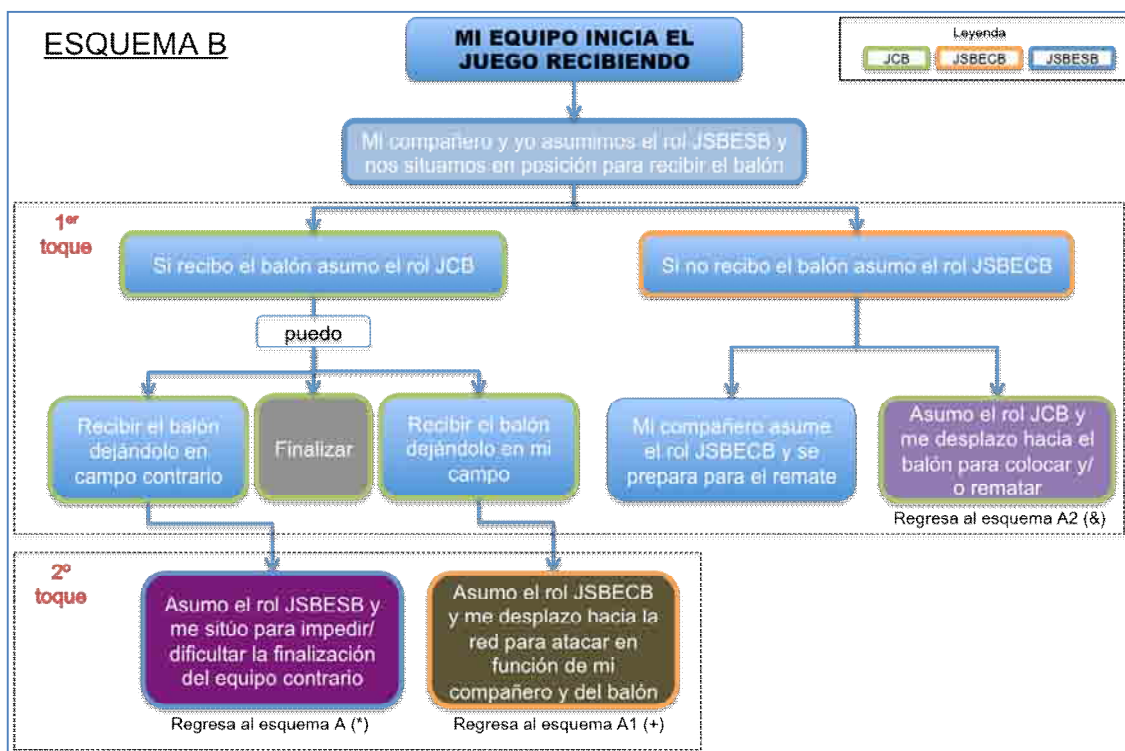 ESQUEMA B
MI EQUIPO INICIA EL
JUEGO RECIBIENDO
Leyenda
JCB
JSBECB
JSBESB
Mi compañero y yo asumimos el rol JSBESB y
nos situamos en posición para recibir el balón
1er
toque
Si recibo el balón asumo el rol JCB
Si no recibo el balón asumo el rol JSBECB
puedo
Recibir el balón
dejándolo en
campo contrario
Finalizar
Recibir el balón
dejándolo en mi
campo
Mi compañero asume
el rol JSBECB y se
prepara para el remate
Asumo el rol JCB y
me desplazo hacia el
balón para colocar y/
o rematar
Regresa al esquema A2 (&)
2º
toque
Asumo el rol JSBESB y
me sitúo para impedir/
dificultar la finalización
del equipo contrario
Regresa al esquema A (*)
Asumo el rol JSBECB
y me desplazo hacia la
red para atacar en
función de mi
compañero y del balón
Regresa al esquema A1 (+)